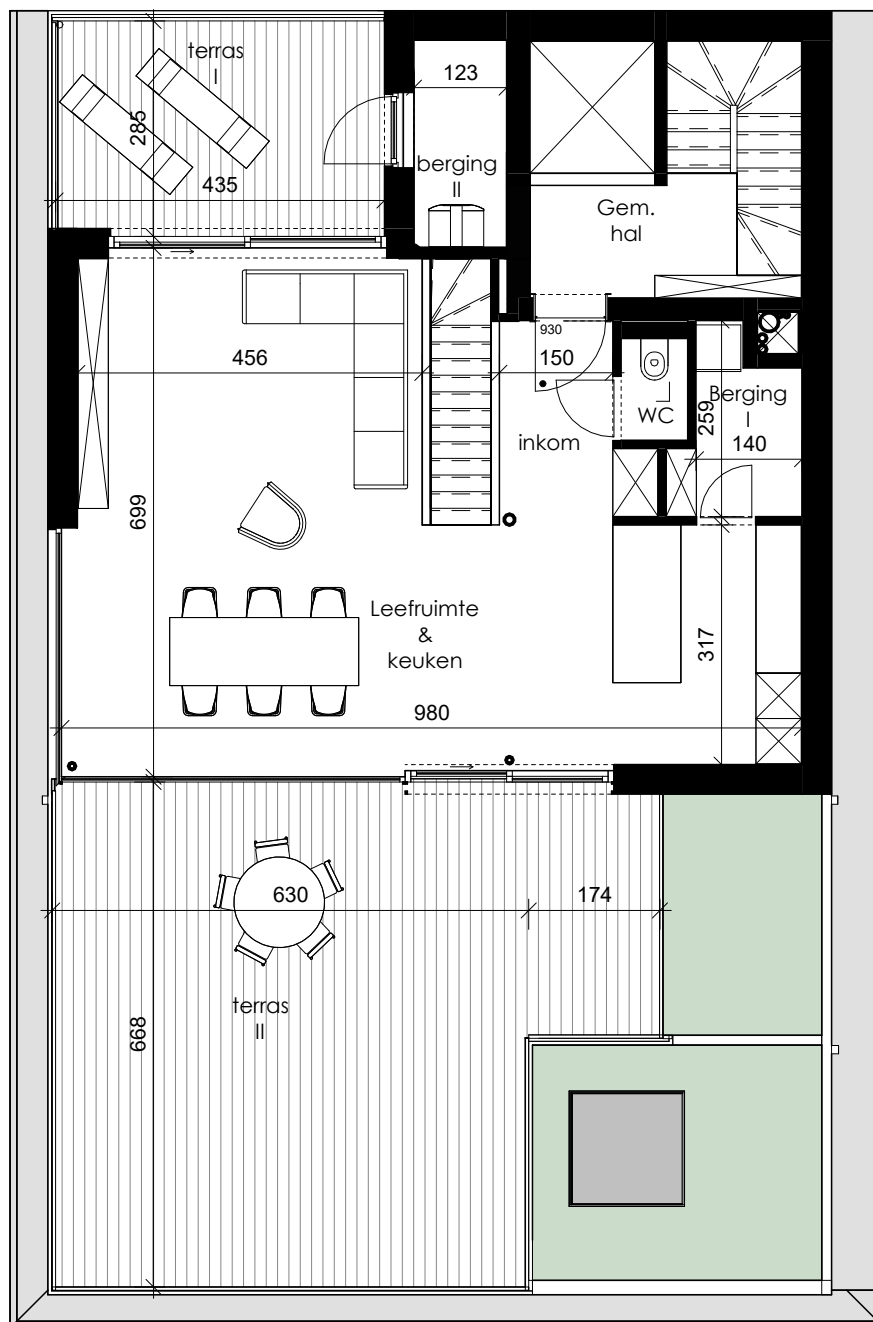 terras
I
285
435
123
berging
II
Gem.
hal
930
456
150
WC
259
Berging
I
140
inkom
699
Leefruimte
&
keuken
317
980
630
174
668
terras
II